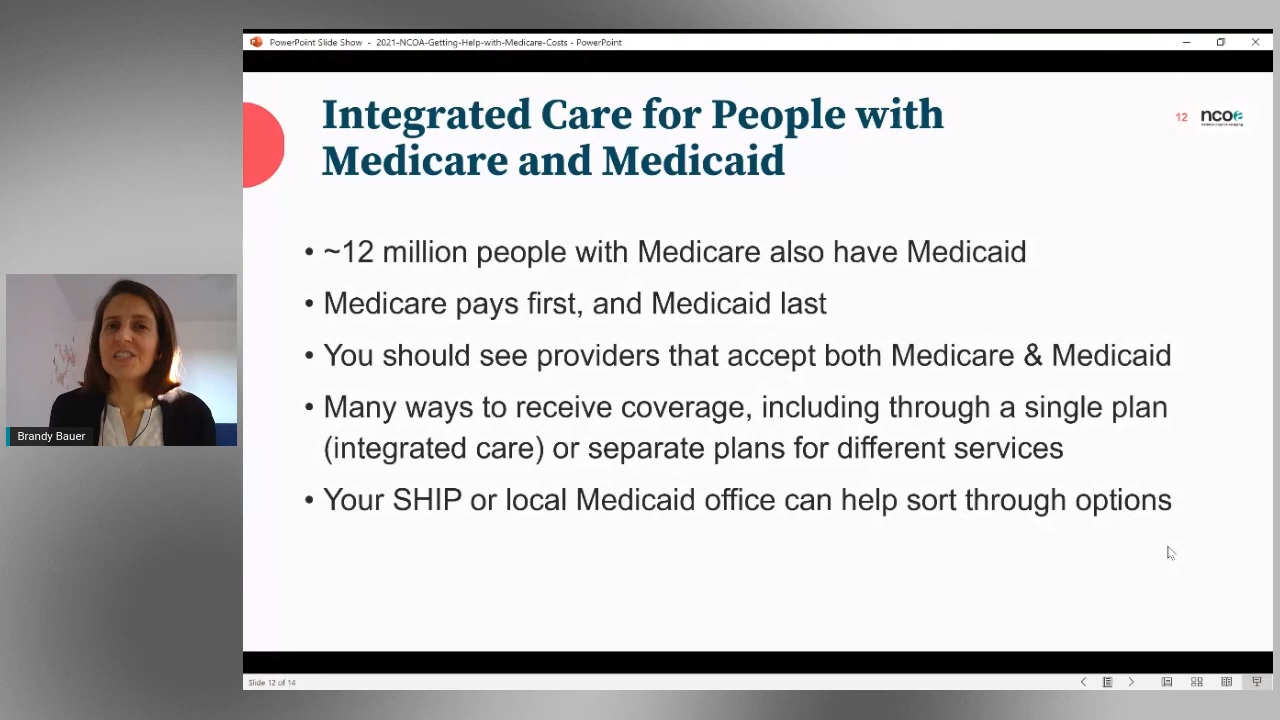 PowerPoint Slide Show - 2021-NCOA-Getting-Help-with-Medicare-Costs - PowerPoint
Integrated Care for People with
Medicare and Medicaid
12
ncoa
• ~12 million people with Medicare also have Medicaid
• Medicare pays first, and Medicaid last
• You should see providers that accept both Medicare & Medicaid
• Many ways to receive coverage, including through a single plan
(integrated care) or separate plans for different services
• Your SHIP or local Medicaid office can help sort through options
Brandy Bauer
Slide 12 of 14